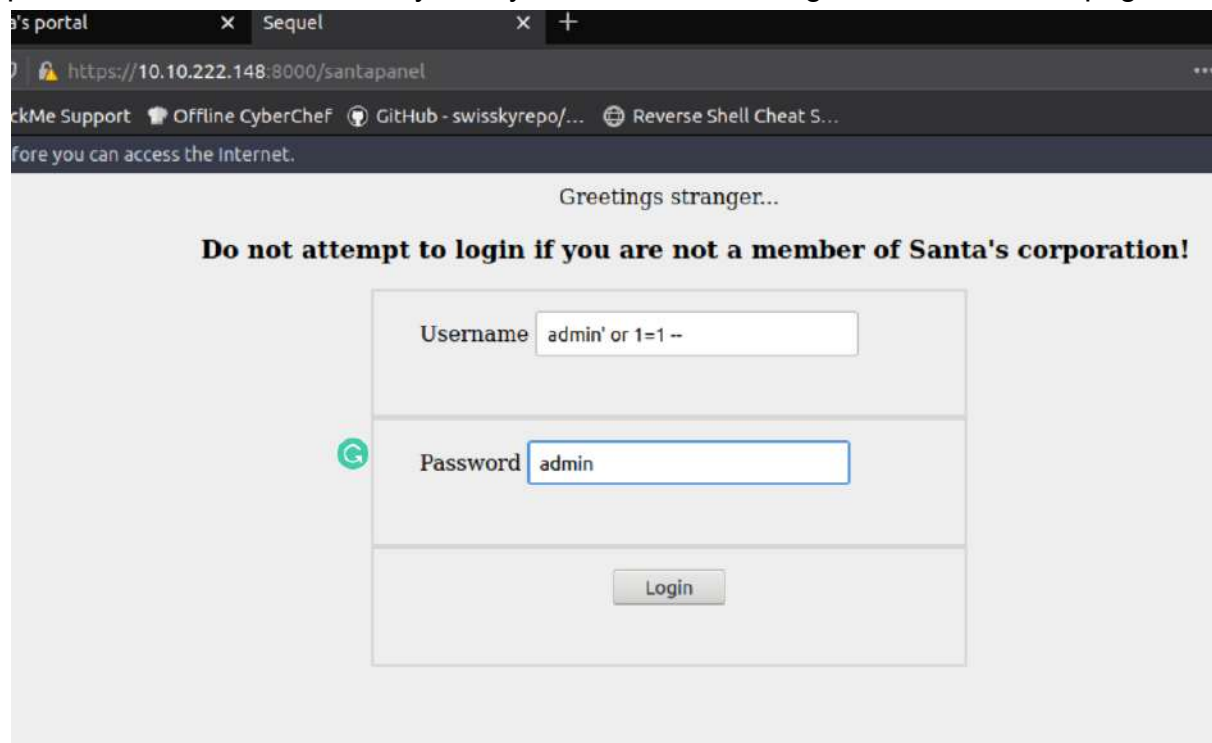 a's portal × Sequel × +
https://10.10.222.148:8000/santapanel ...
ckMe Support Offline CyberChef GitHub - swisskyrepo/... Reverse Shell Cheat S...
fore you can access the Internet.
Greetings stranger...
Do not attempt to login if you are not a member of Santa's corporation!
Username admin' or 1=1 --
Password admin
Login